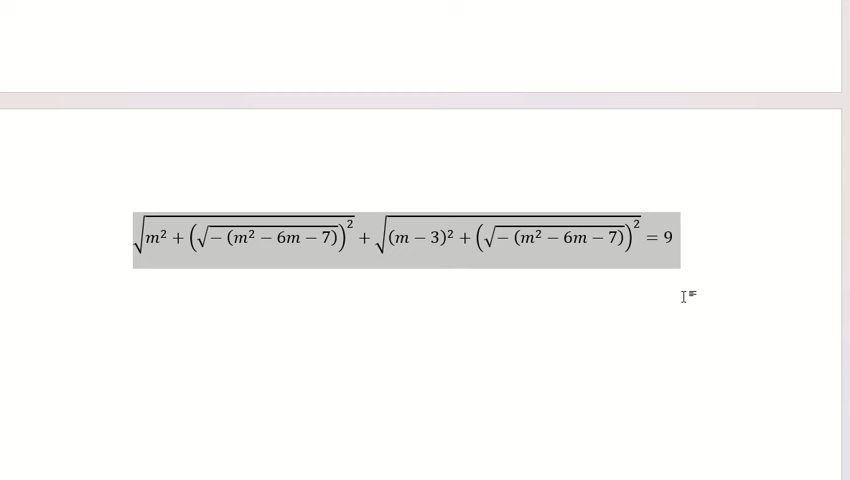 √(m² + (√(−(m² − 6m − 7)))²) + √((m − 3)² + (√(−(m² − 6m − 7)))²) = 9